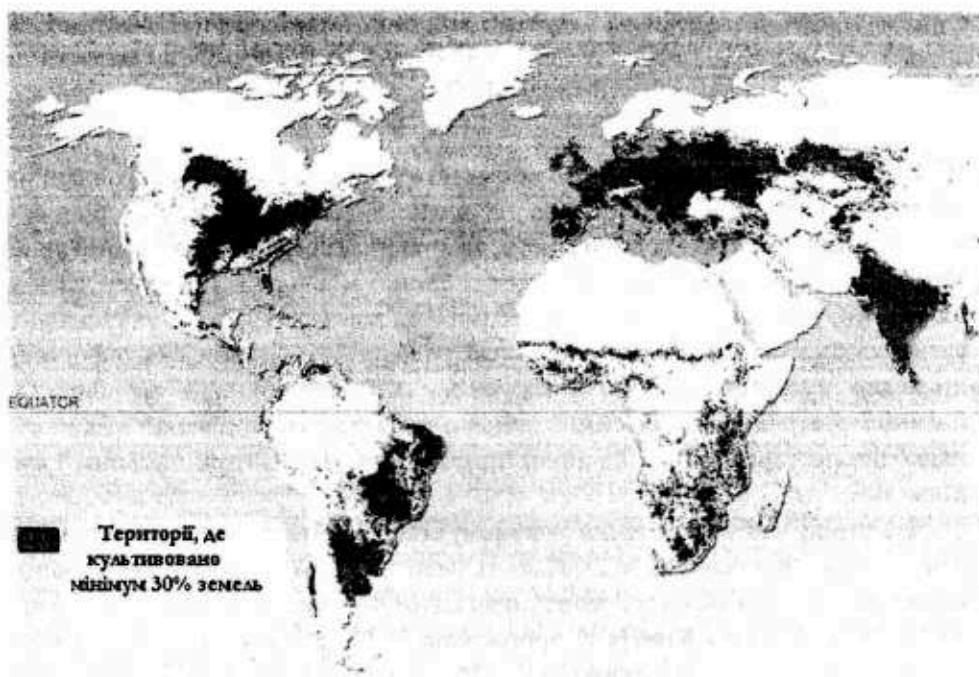 EQUATOR
Території, де
культивовано
мінімум 30% земель